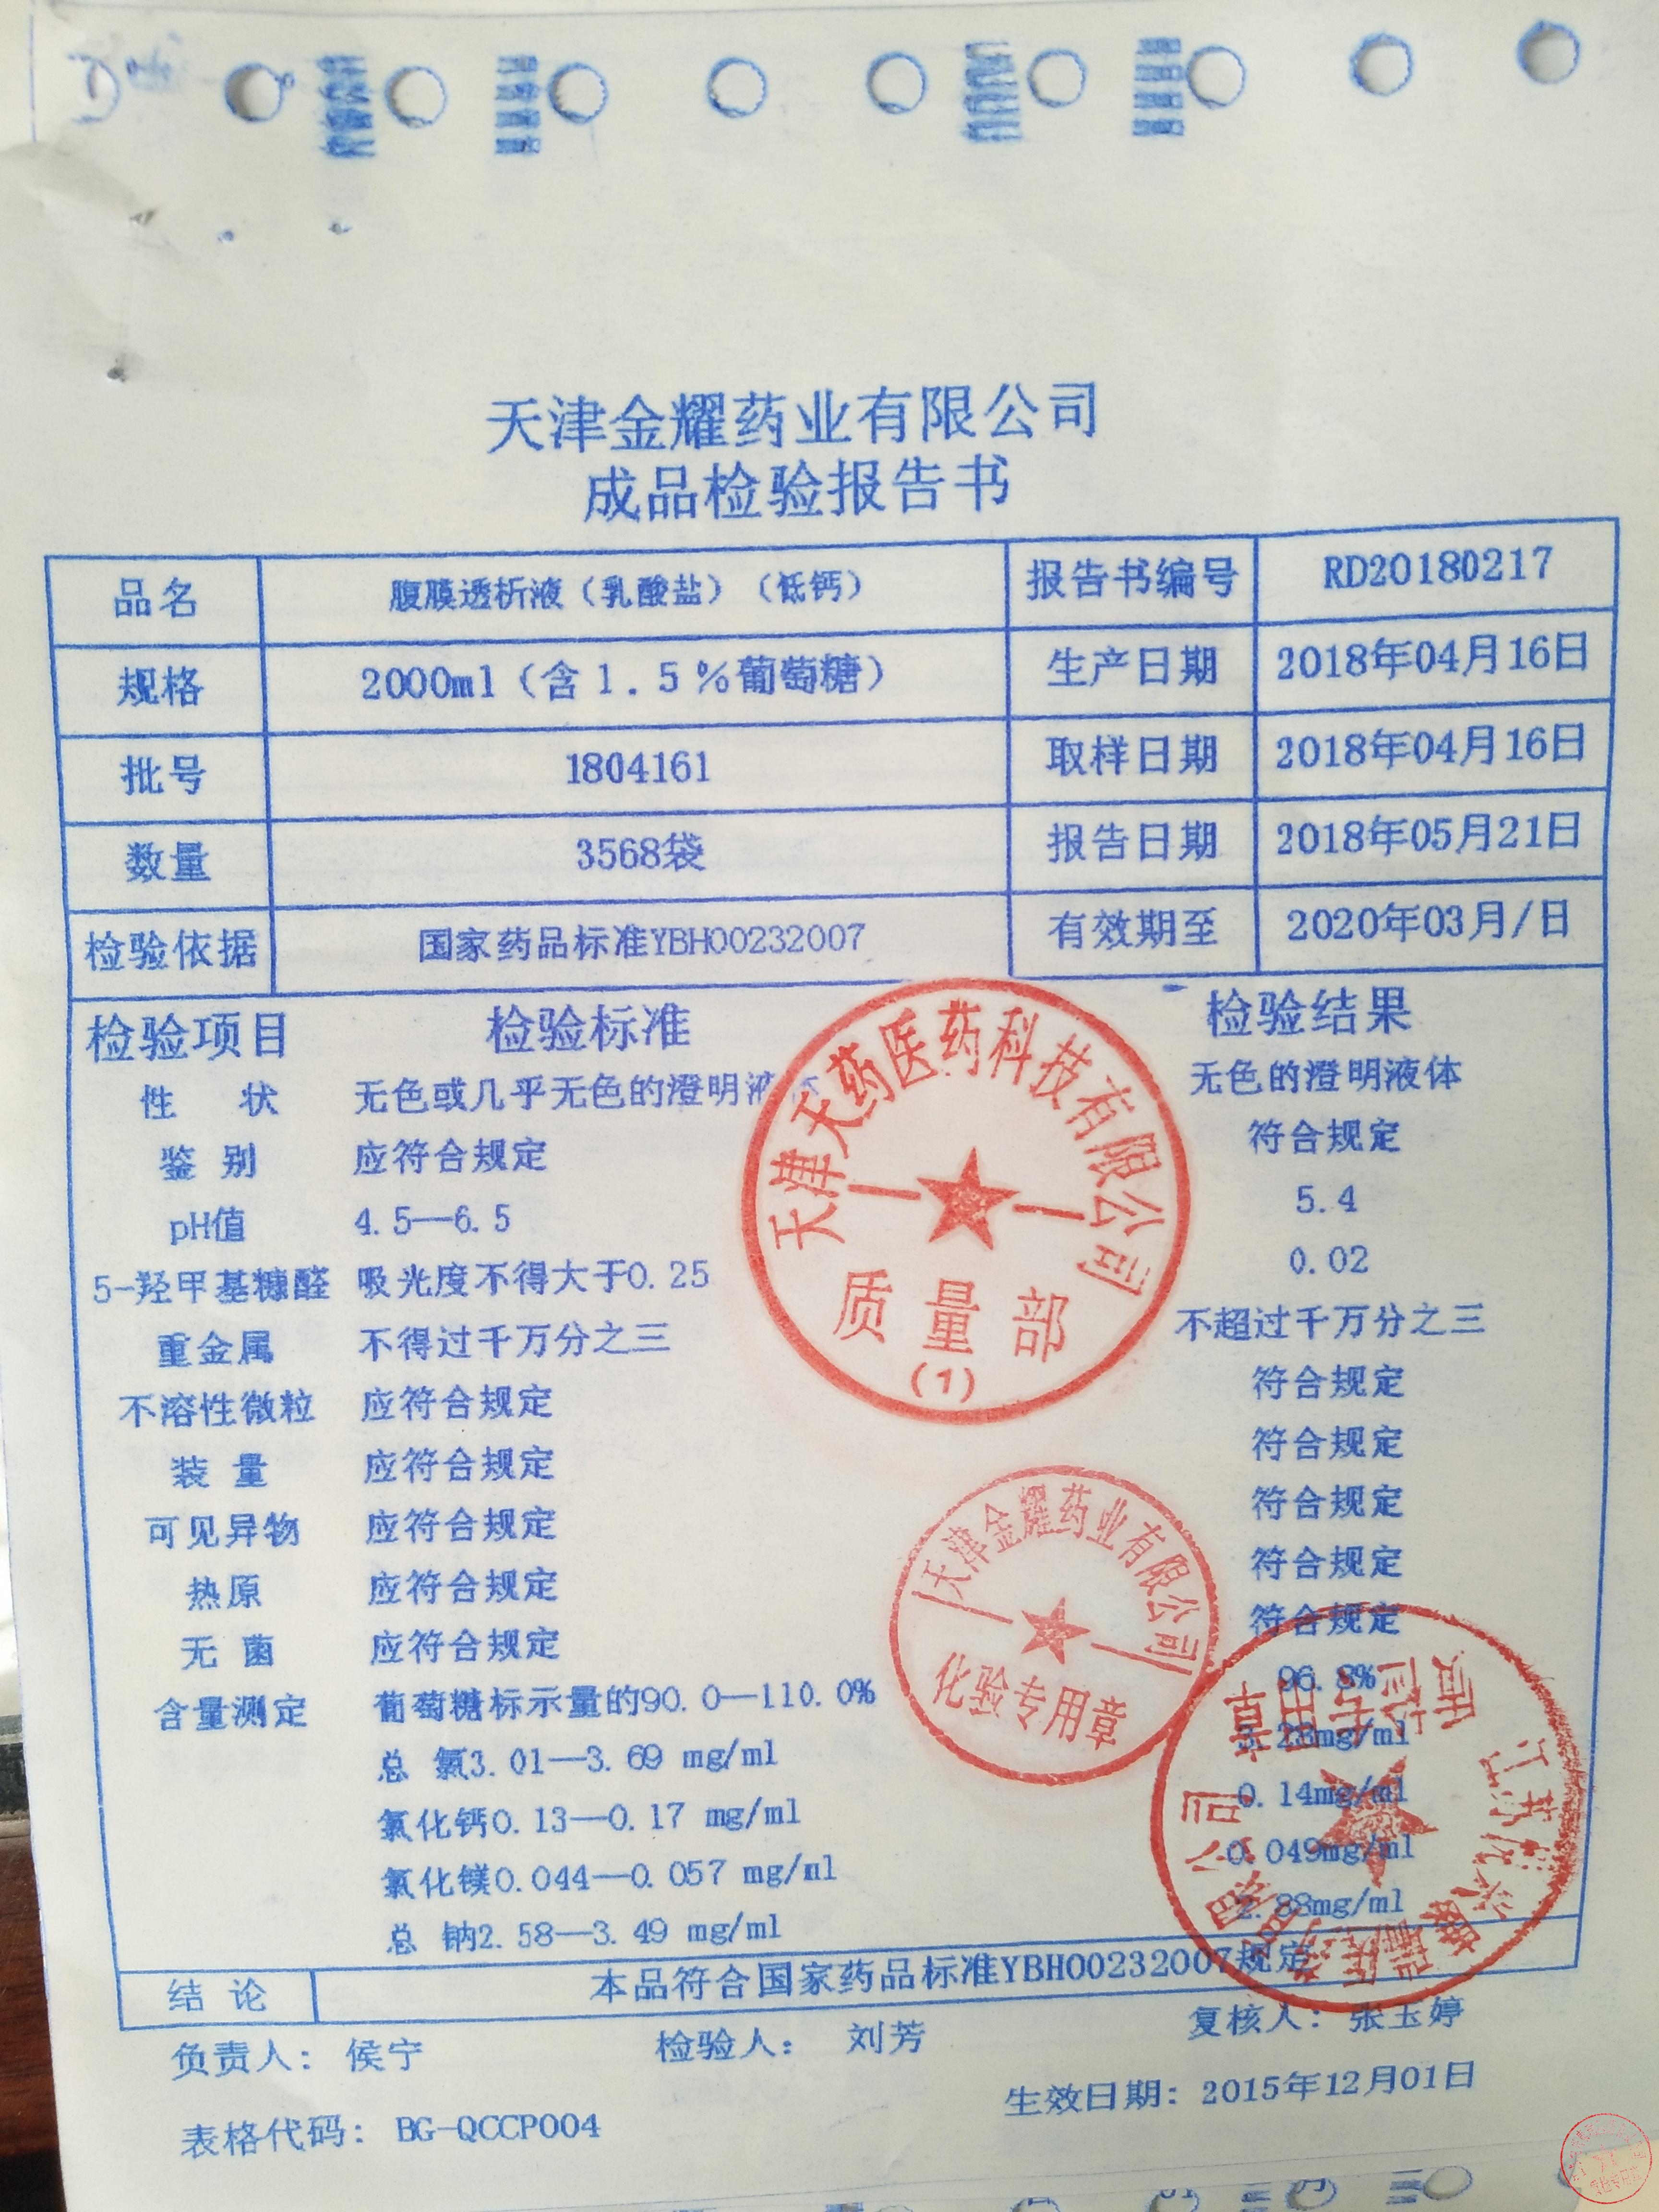 天津金耀药业有限公司
成品检验报告书
品名 腹膜透析液（乳酸盐）（低钙） 报告书编号 RD20180217
规格 2000ml（含1.5%葡萄糖） 生产日期 2018年04月16日
批号 1804161 取样日期 2018年04月16日
数量 3568袋 报告日期 2018年05月21日
检验依据 国家药品标准YBH00232007 有效期至 2020年03月/日
检验项目 检验标准 检验结果
性 状 无色或几乎无色的澄明液体 无色的澄明液体
鉴 别 应符合规定 符合规定
pH值 4.5—6.5 5.4
5-羟甲基糠醛 吸光度不得大于0.25 0.02
重金属 不得过千万分之三 不超过千万分之三
不溶性微粒 应符合规定 符合规定
装 量 应符合规定 符合规定
可见异物 应符合规定 符合规定
热原 应符合规定 符合规定
无 菌 应符合规定 符合规定
含量测定 葡萄糖标示量的90.0—110.0% 96.8%
总 氯3.01—3.69 mg/ml 3.28mg/ml
氯化钙0.13—0.17 mg/ml 0.14mg/ml
氯化镁0.044—0.057 mg/ml 0.049mg/ml
总 钠2.58—3.49 mg/ml 2.88mg/ml
结 论 本品符合国家药品标准YBH00232007规定
负责人： 侯宁 检验人： 刘芳 复核人：张玉婷
生效日期：2015年12月01日
表格代码： BG-QCCP004
天津天药医药科技有限公司
质量部
(1)
天津金耀药业有限公司
化验专用章
质检专用章